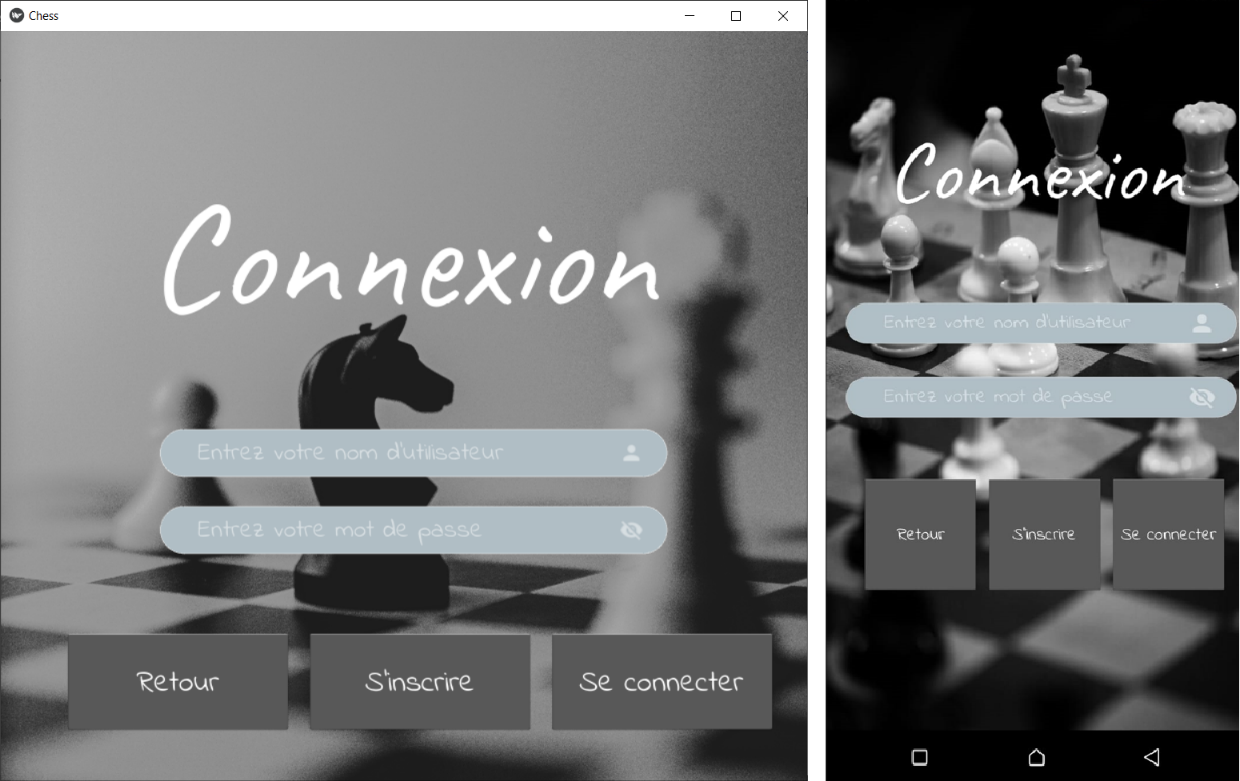 Chess
Connexion
Entrez votre nom d'utilisateur
Entrez votre mot de passe
Retour
S'inscrire
Se connecter
Connexion
Entrez votre nom d'utilisateur
Entrez votre mot de passe
Retour
S'inscrire
Se connecter